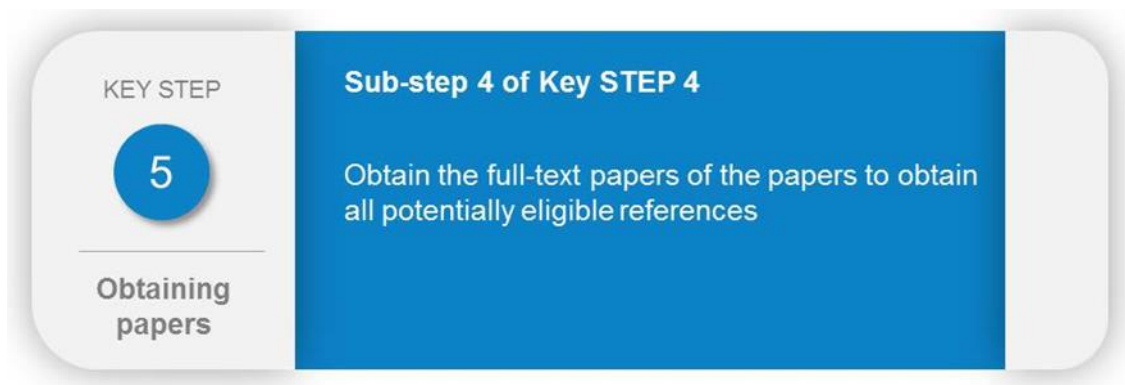 KEY STEP
5
Obtaining
papers
Sub-step 4 of Key STEP 4
Obtain the full-text papers of the papers to obtain
all potentially eligible references